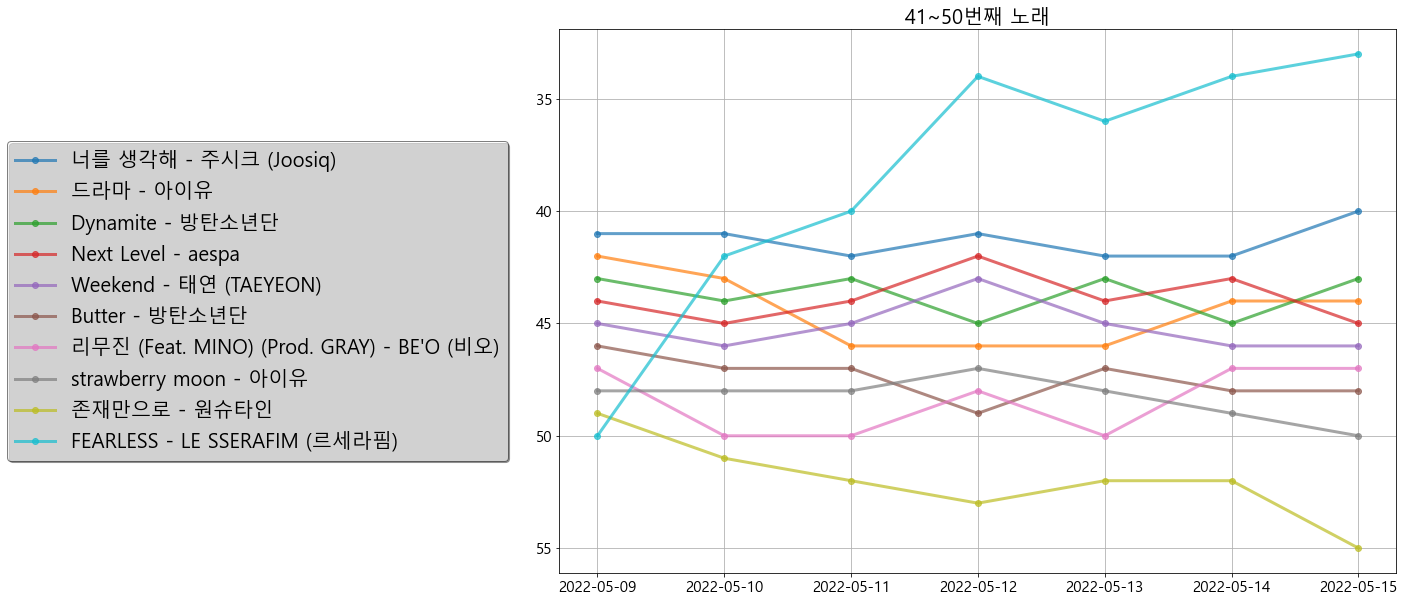 41~50번째 노래
너를 생각해 - 주시크 (Joosiq)
드라마 - 아이유
Dynamite - 방탄소년단
Next Level - aespa
Weekend - 태연 (TAEYEON)
Butter - 방탄소년단
리무진 (Feat. MINO) (Prod. GRAY) - BE'O (비오)
strawberry moon - 아이유
존재만으로 - 원슈타인
FEARLESS - LE SSERAFIM (르세라핌)
35
40
45
50
55
2022-05-09 2022-05-10 2022-05-11 2022-05-12 2022-05-13 2022-05-14 2022-05-15